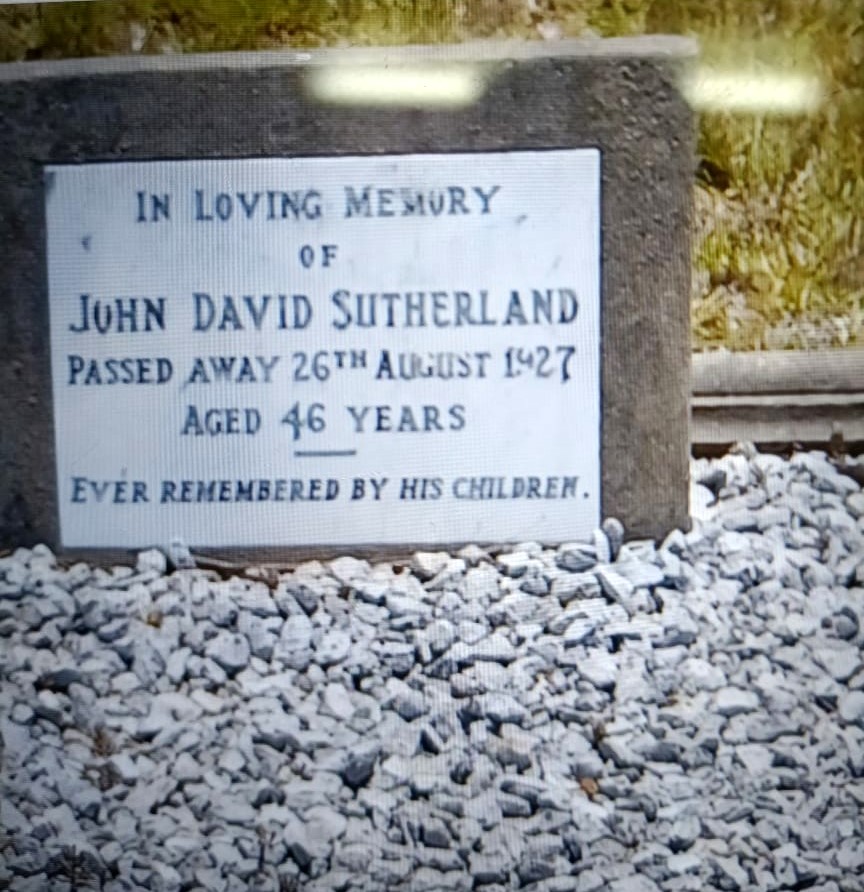 IN LOVING MEMORY
OF
JOHN DAVID SUTHERLAND
PASSED AWAY 26TH AUGUST 1927
AGED 46 YEARS
EVER REMEMBERED BY HIS CHILDREN.